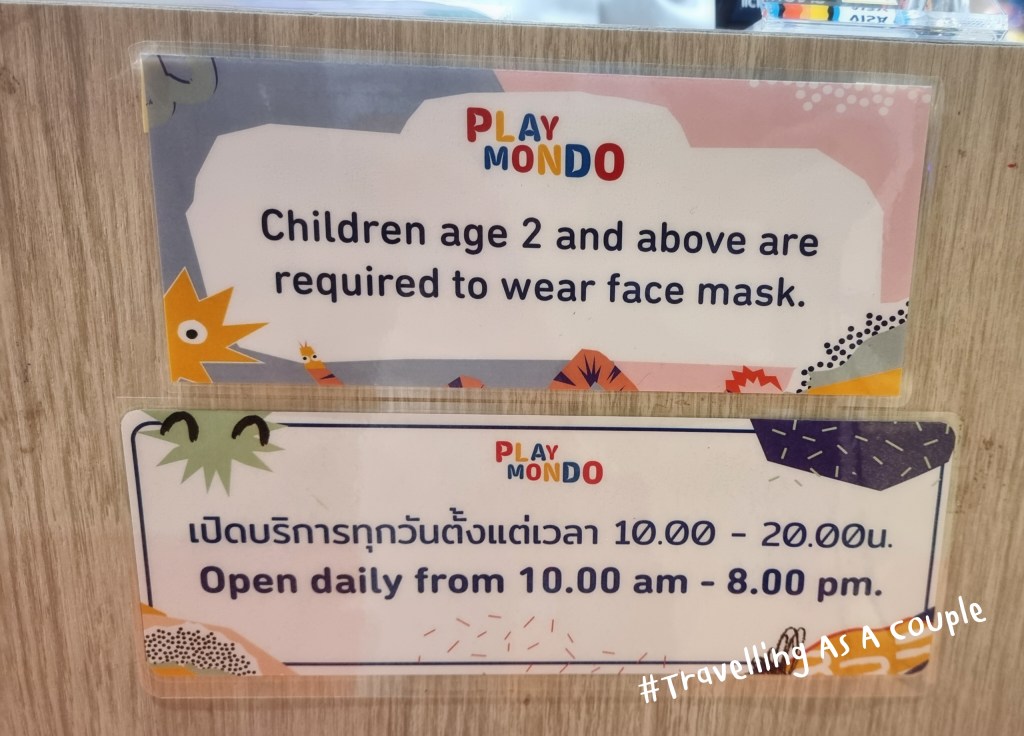 VISA
PLAY
MONDO
Children age 2 and above are
required to wear face mask.
PLAY
MONDO
เปิดบริการทุกวันตั้งแต่เวลา 10.00 - 20.00น.
Open daily from 10.00 am - 8.00 pm.
#Travelling As A Couple